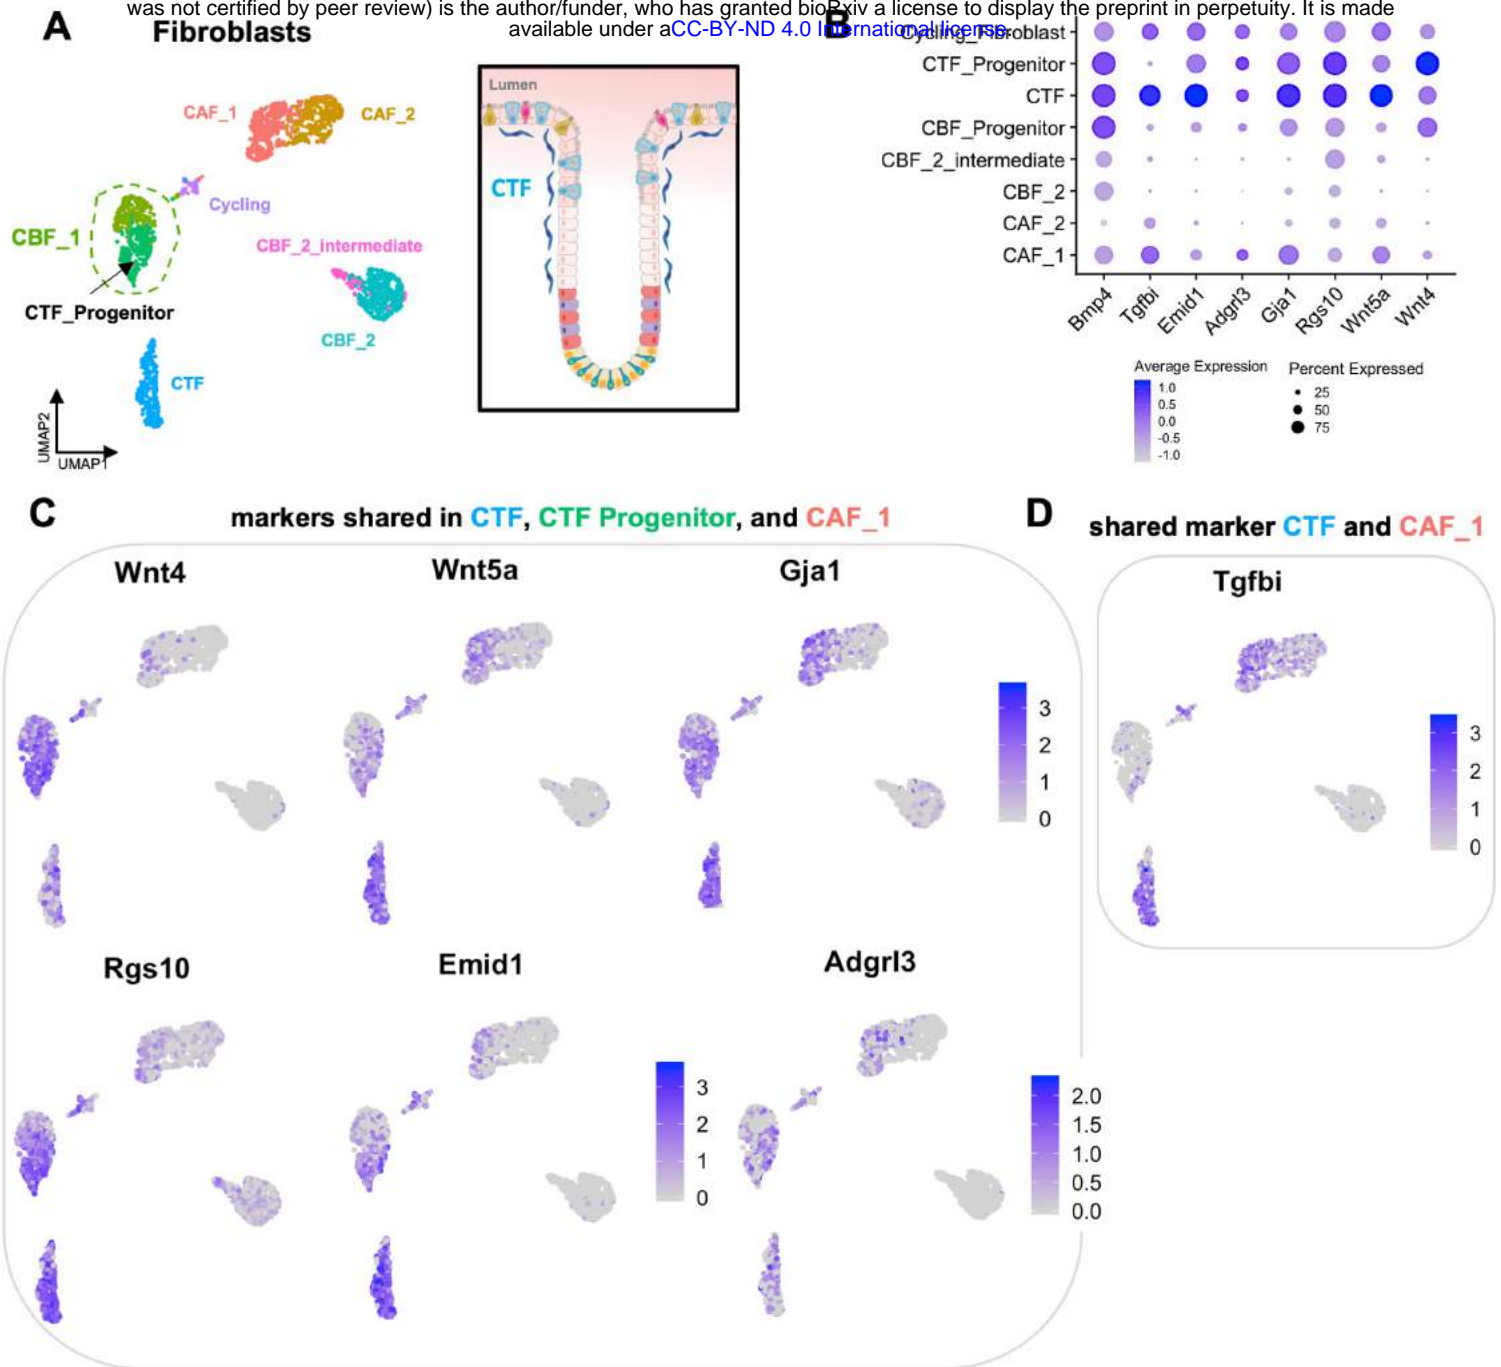 was not certified by peer review) is the author/funder, who has granted bioRxiv a license to display the preprint in perpetuity. It is made
available under aCC-BY-ND 4.0 International license.
A
Fibroblasts
CAF_1
CAF_2
Cycling
CBF_1
CBF_2_intermediate
CTF_Progenitor
CBF_2
CTF
UMAP2
UMAP1
Lumen
CTF
B
Cycling_Fibroblast
CTF_Progenitor
CTF
CBF_Progenitor
CBF_2_intermediate
CBF_2
CAF_2
CAF_1
Bmp4
Tgfbi
Emid1
Adgrl3
Gja1
Rgs10
Wnt5a
Wnt4
Average Expression
1.0
0.5
0.0
-0.5
-1.0
Percent Expressed
25
50
75
C
markers shared in CTF, CTF Progenitor, and CAF_1
Wnt4
Wnt5a
Gja1
3
2
1
0
Rgs10
Emid1
Adgrl3
3
2
1
0
2.0
1.5
1.0
0.5
0.0
D
shared marker CTF and CAF_1
Tgfbi
3
2
1
0